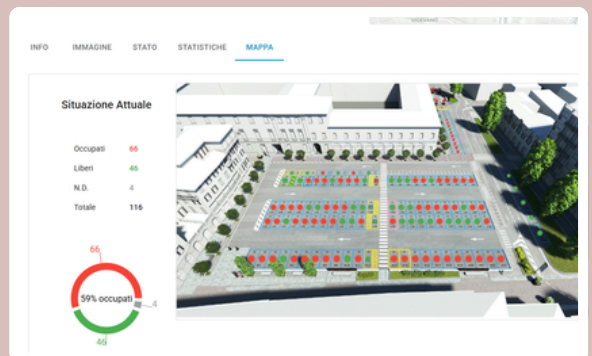 INFO IMMAGINE STATO STATISTICHE MAPPA
Situazione Attuale
Occupati 66
Liberi 46
N.D. 4
Totale 116
66
59% occupati
4
46